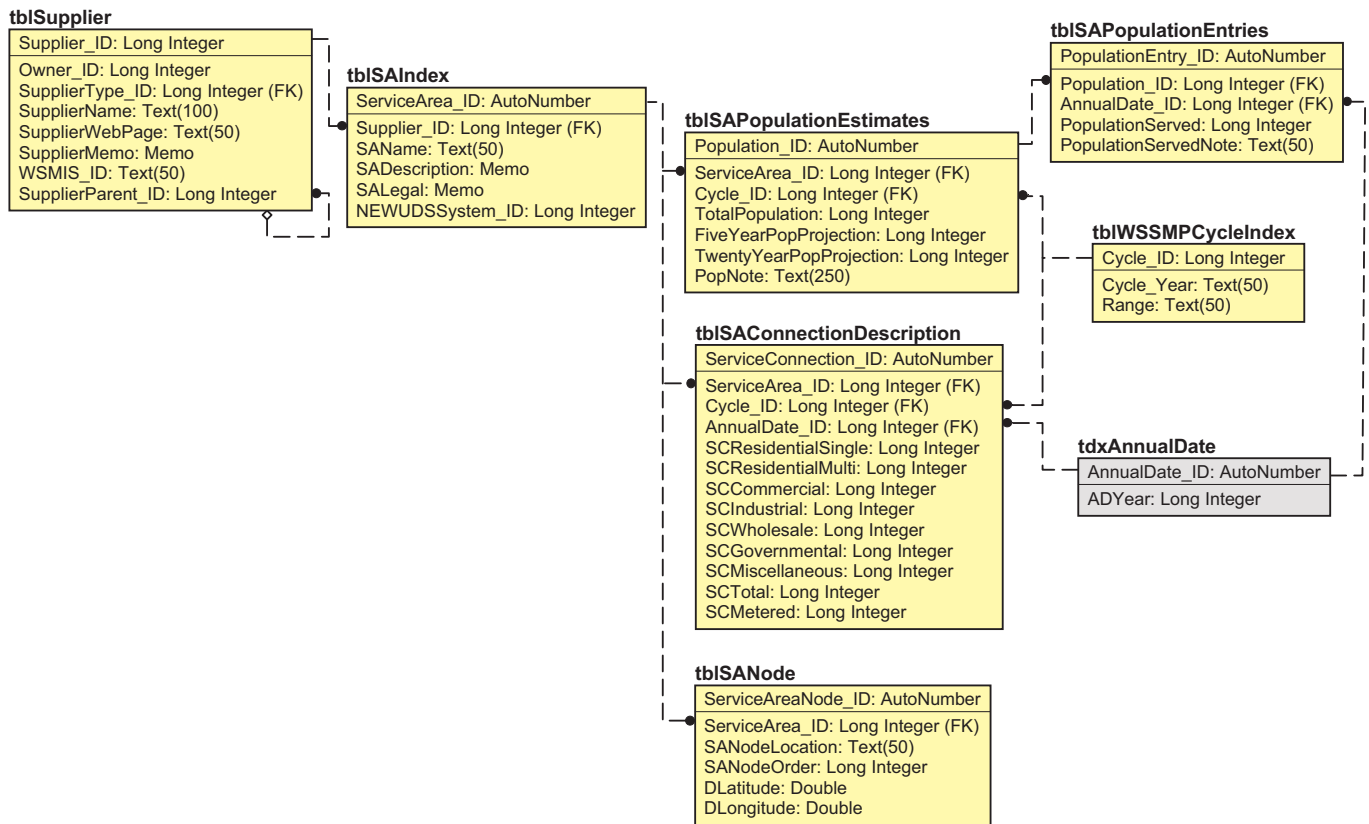 tblSupplier
Supplier_ID: Long Integer
Owner_ID: Long Integer
SupplierType_ID: Long Integer (FK)
SupplierName: Text(100)
SupplierWebPage: Text(50)
SupplierMemo: Memo
WSMIS_ID: Text(50)
SupplierParent_ID: Long Integer
tblSAIndex
ServiceArea_ID: AutoNumber
Supplier_ID: Long Integer (FK)
SAName: Text(50)
SADescription: Memo
SALegal: Memo
NEWUDSSystem_ID: Long Integer
tblSAPopulationEstimates
Population_ID: AutoNumber
ServiceArea_ID: Long Integer (FK)
Cycle_ID: Long Integer (FK)
TotalPopulation: Long Integer
FiveYearPopProjection: Long Integer
TwentyYearPopProjection: Long Integer
PopNote: Text(250)
tblSAPopulationEntries
PopulationEntry_ID: AutoNumber
Population_ID: Long Integer (FK)
AnnualDate_ID: Long Integer (FK)
PopulationServed: Long Integer
PopulationServedNote: Text(50)
tblWSSMPCycleIndex
Cycle_ID: Long Integer
Cycle_Year: Text(50)
Range: Text(50)
tblSAConnectionDescription
ServiceConnection_ID: AutoNumber
ServiceArea_ID: Long Integer (FK)
Cycle_ID: Long Integer (FK)
AnnualDate_ID: Long Integer (FK)
SCResidentialSingle: Long Integer
SCResidentialMulti: Long Integer
SCCommercial: Long Integer
SCIndustrial: Long Integer
SCWholesale: Long Integer
SCGovernmental: Long Integer
SCMiscellaneous: Long Integer
SCTotal: Long Integer
SCMetered: Long Integer
tdxAnnualDate
AnnualDate_ID: AutoNumber
ADYear: Long Integer
tblSANode
ServiceAreaNode_ID: AutoNumber
ServiceArea_ID: Long Integer (FK)
SANodeLocation: Text(50)
SANodeOrder: Long Integer
DLatitude: Double
DLongitude: Double